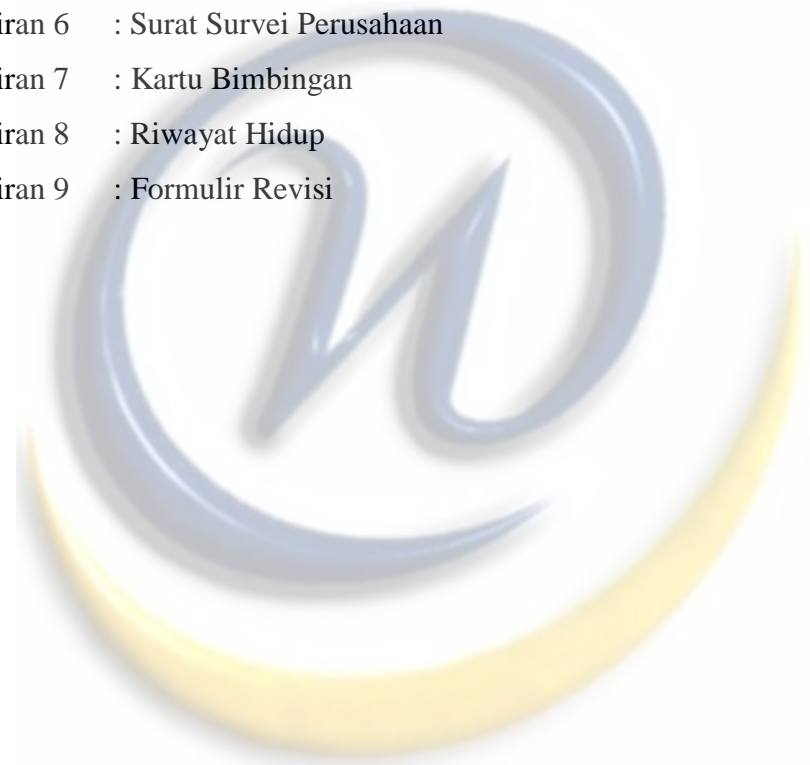 iran 6 : Surat Survei Perusahaan
iran 7 : Kartu Bimbingan
iran 8 : Riwayat Hidup
iran 9 : Formulir Revisi